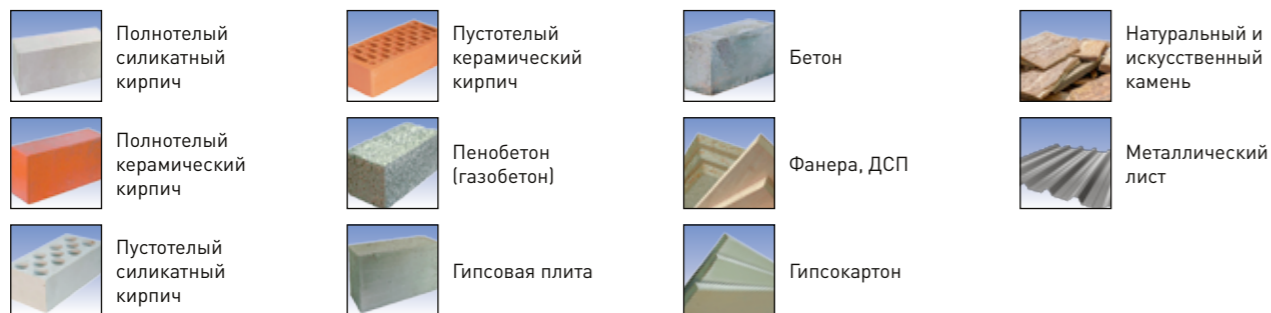 Полнотелый
силикатный
кирпич
Пустотелый
керамический
кирпич
Бетон
Натуральный и
искусственный
камень
Полнотелый
керамический
кирпич
Пенобетон
(газобетон)
Фанера, ДСП
Металлический
лист
Пустотелый
силикатный
кирпич
Гипсовая плита
Гипсокартон